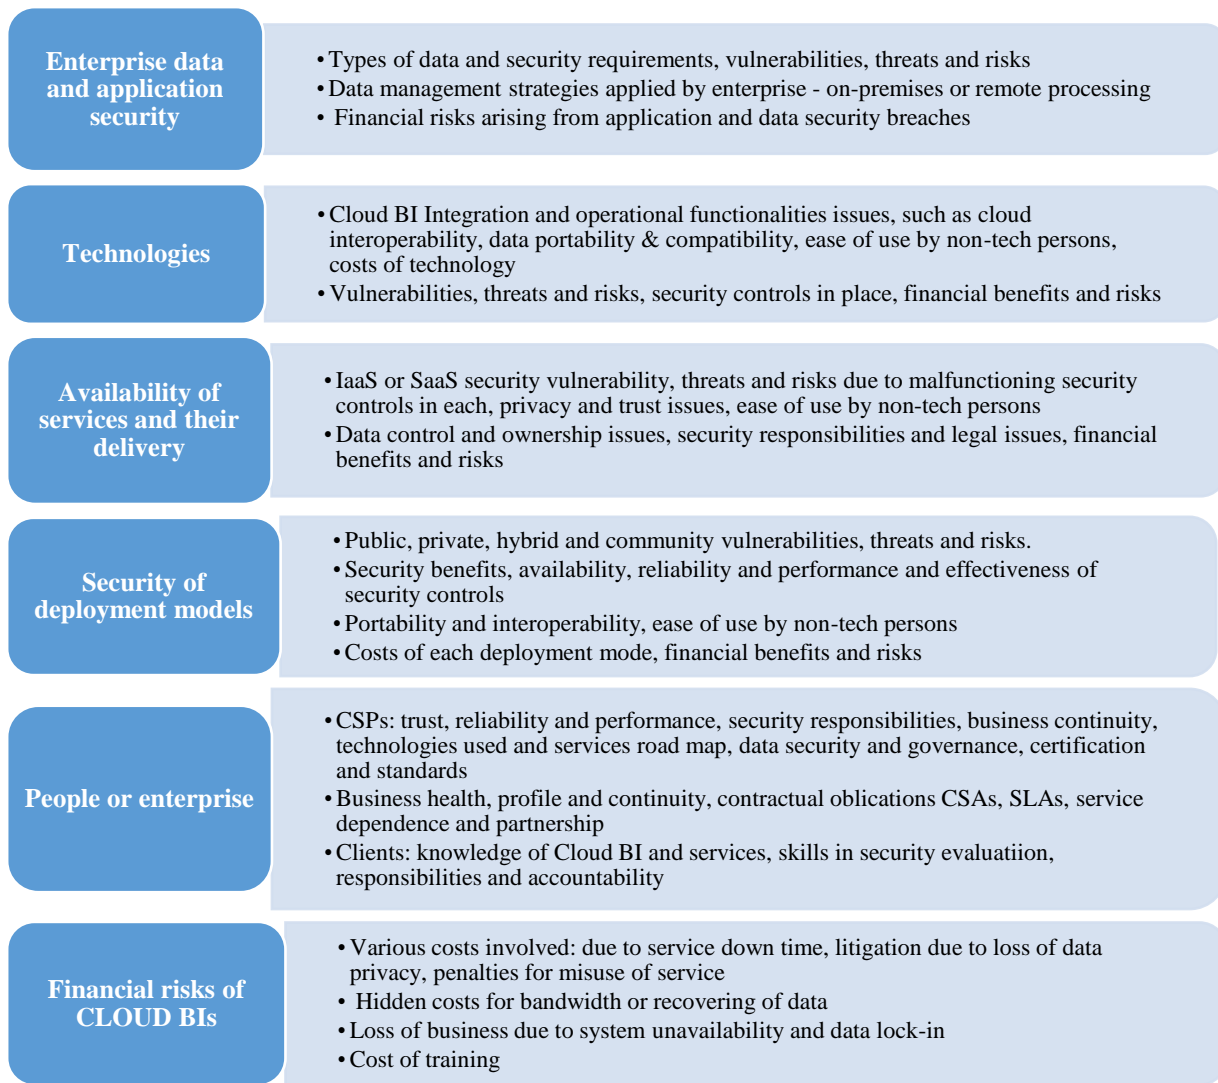 Enterprise data
and application
security
• Types of data and security requirements, vulnerabilities, threats and risks
• Data management strategies applied by enterprise - on-premises or remote processing
• Financial risks arising from application and data security breaches
Technologies
• Cloud BI Integration and operational functionalities issues, such as cloud
interoperability, data portability & compatibility, ease of use by non-tech persons,
costs of technology
• Vulnerabilities, threats and risks, security controls in place, financial benefits and risks
Availability of
services and their
delivery
• IaaS or SaaS security vulnerability, threats and risks due to malfunctioning security
controls in each, privacy and trust issues, ease of use by non-tech persons
• Data control and ownership issues, security responsibilities and legal issues, financial
benefits and risks
Security of
deployment models
• Public, private, hybrid and community vulnerabilities, threats and risks.
• Security benefits, availability, reliability and performance and effectiveness of
security controls
• Portability and interoperability, ease of use by non-tech persons
• Costs of each deployment mode, financial benefits and risks
People or enterprise
• CSPs: trust, reliability and performance, security responsibilities, business continuity,
technologies used and services road map, data security and governance, certification
and standards
• Business health, profile and continuity, contractual oblications CSAs, SLAs, service
dependence and partnership
• Clients: knowledge of Cloud BI and services, skills in security evaluatiion,
responsibilities and accountability
Financial risks of
CLOUD BIs
• Various costs involved: due to service down time, litigation due to loss of data
privacy, penalties for misuse of service
• Hidden costs for bandwidth or recovering of data
• Loss of business due to system unavailability and data lock-in
• Cost of training